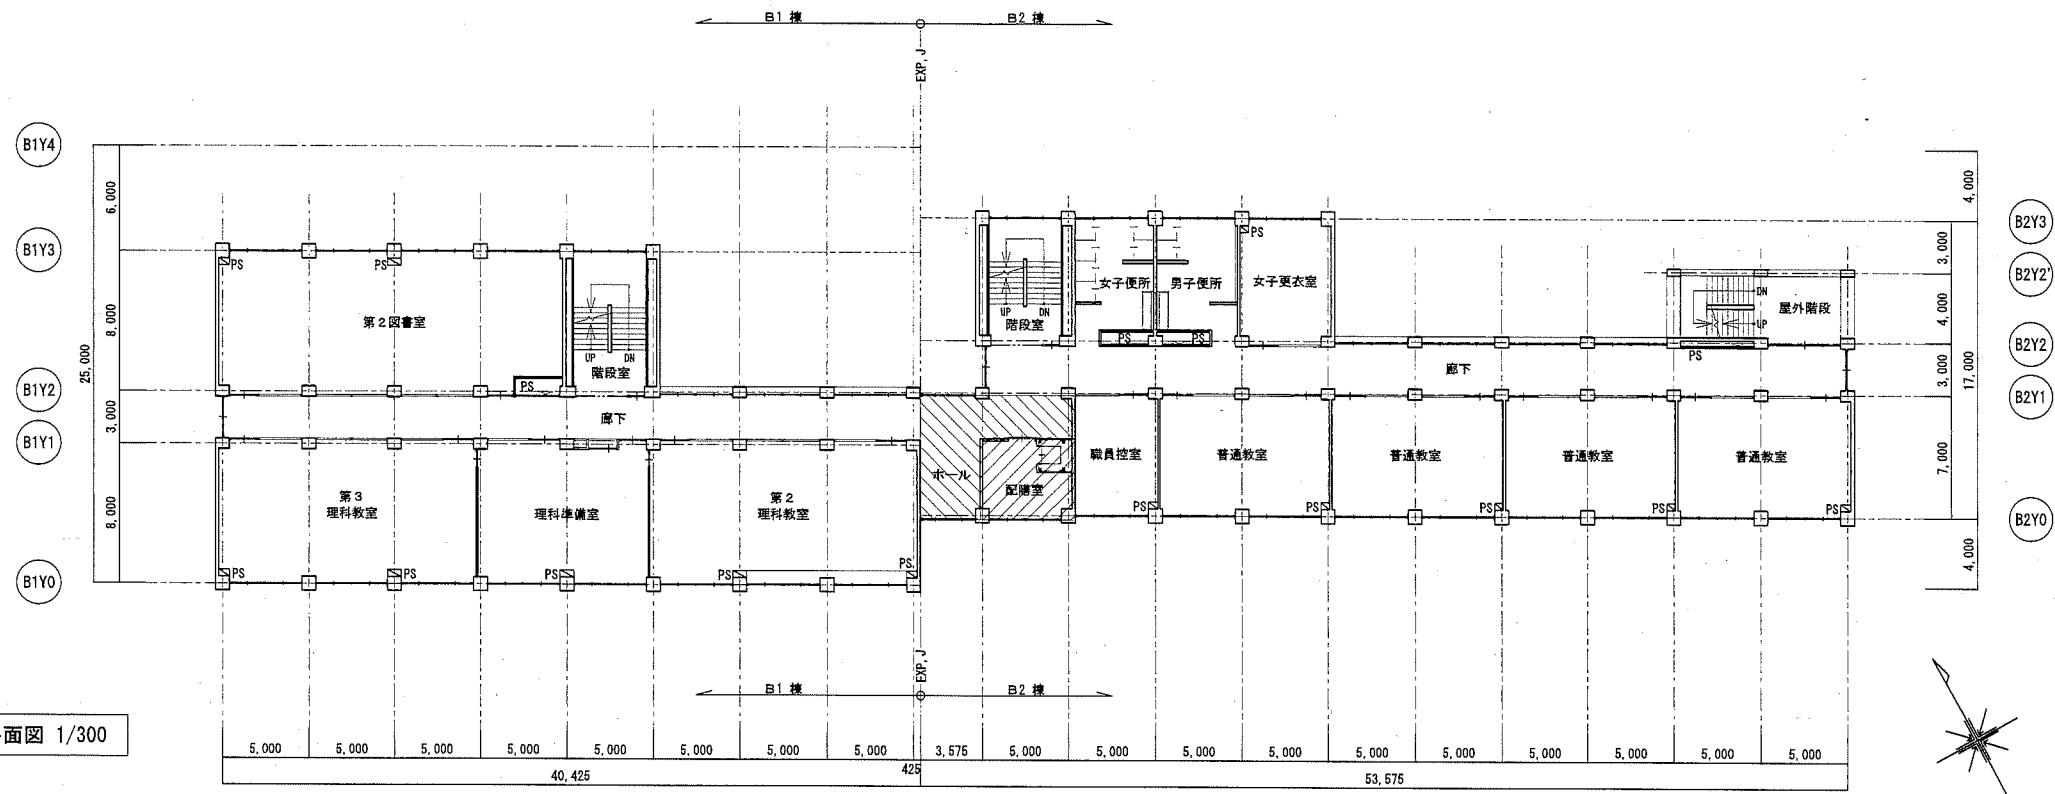 B1 棟
B2 棟
EXP, J
B1Y4
B1Y3
B1Y2
B1Y1
B1Y0
6,000
8,000
3,000
8,000
25,000
PS
PS
第2図書室
UP
DN
階段室
PS
廊下
第3
理科教室
理科準備室
第2
理科教室
PS
PS
PS
PS
PS
UP
DN
階段室
女子便所
男子便所
PS
女子更衣室
PS
PS
DN
UP
屋外階段
PS
廊下
ホール
配膳室
職員控室
普通教室
普通教室
普通教室
普通教室
PS
PS
PS
PS
PS
4,000
3,000
4,000
3,000
7,000
4,000
17,000
B2Y3
B2Y2'
B2Y2
B2Y1
B2Y0
EXP, J
B1 棟
B2 棟
面図 1/300
5,000
5,000
5,000
5,000
5,000
5,000
5,000
5,000
3,575
5,000
5,000
5,000
5,000
5,000
5,000
5,000
5,000
5,000
5,000
40,425
425
53,575